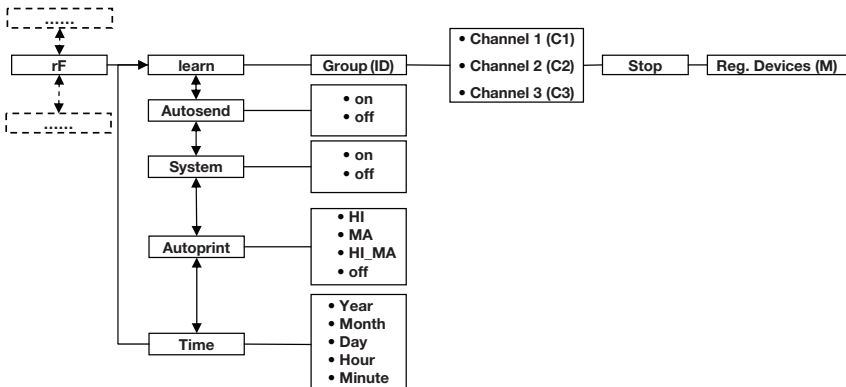 ......
rF
......
learn
Group (ID)
• Channel 1 (C1)
• Channel 2 (C2)
• Channel 3 (C3)
Stop
Reg. Devices (M)
Autosend
• on
• off
System
• on
• off
Autoprint
• HI
• MA
• HI_MA
• off
Time
• Year
• Month
• Day
• Hour
• Minute